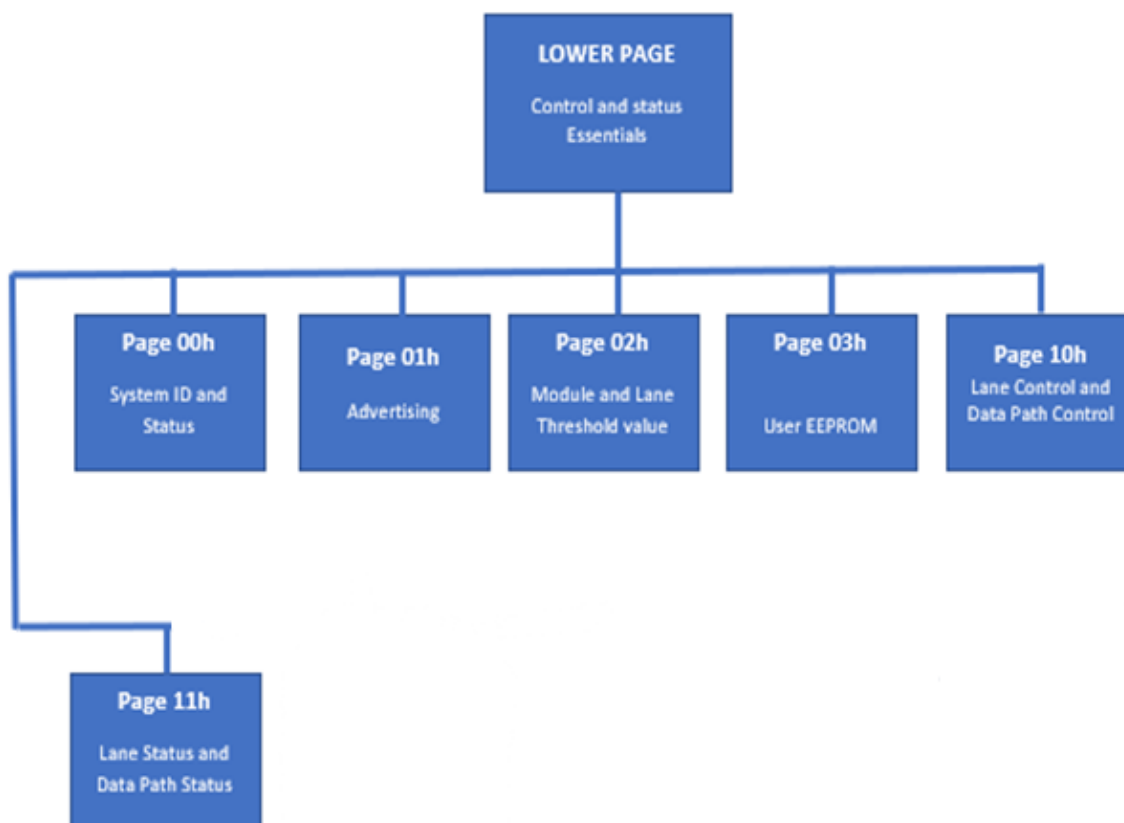 LOWER PAGE
Control and status
Essentials
Page 00h
System ID and
Status
Page 01h
Advertising
Page 02h
Module and Lane
Threshold value
Page 03h
User EEPROM
Page 10h
Lane Control and
Data Path Control
Page 11h
Lane Status and
Data Path Status